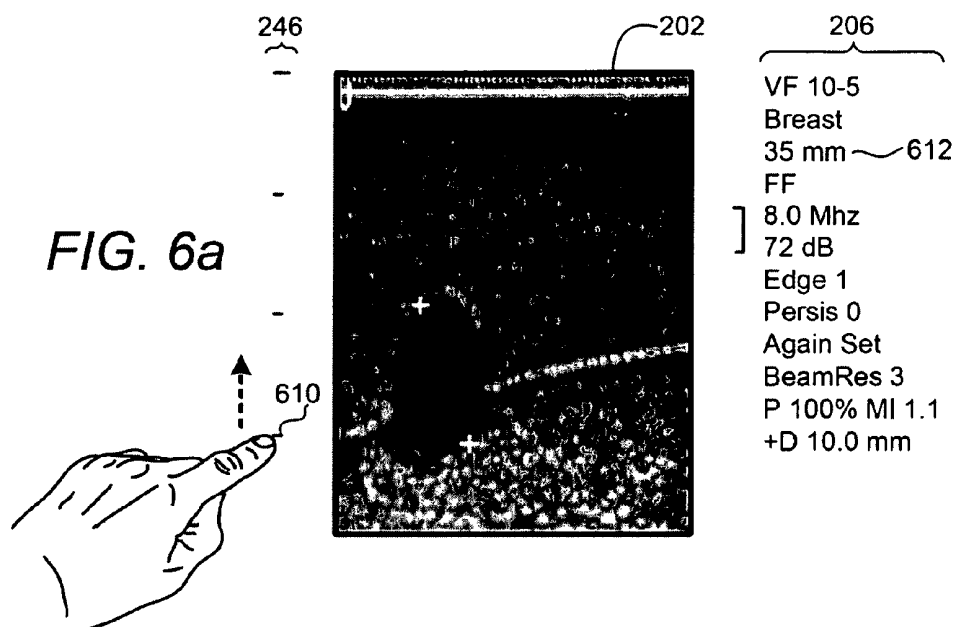 246
202
206
VF 10-5
Breast
35 mm
612
FF
8.0 Mhz
72 dB
Edge 1
Persis 0
Again Set
BeamRes 3
P 100% MI 1.1
+D 10.0 mm
FIG. 6a
610